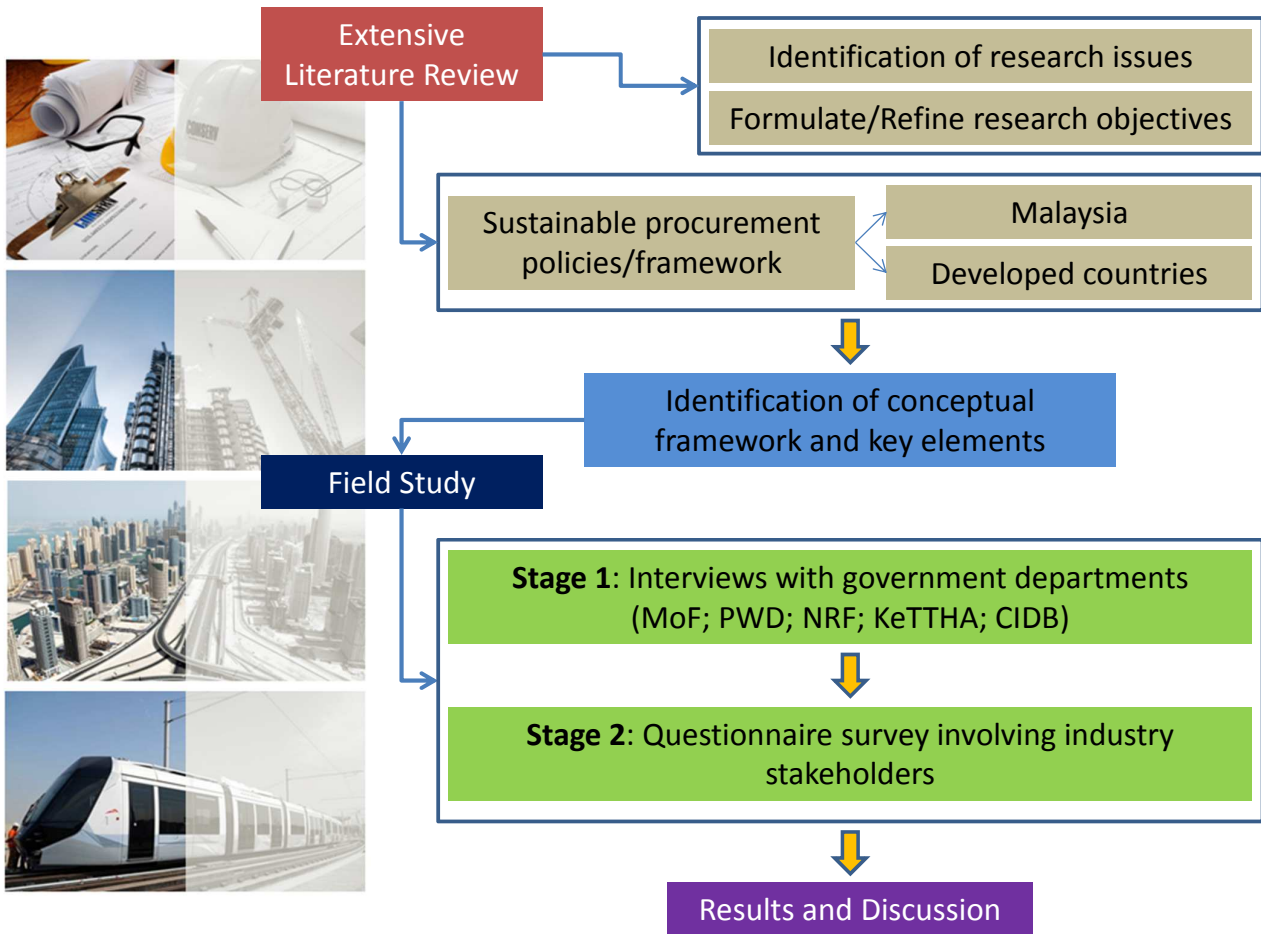 Extensive
Literature Review
Identification of research issues
Formulate/Refine research objectives
Sustainable procurement
policies/framework
Malaysia
Developed countries
Identification of conceptual
framework and key elements
Field Study
Stage 1: Interviews with government departments
(MoF; PWD; NRF; KeTTHA; CIDB)
Stage 2: Questionnaire survey involving industry
stakeholders
Results and Discussion